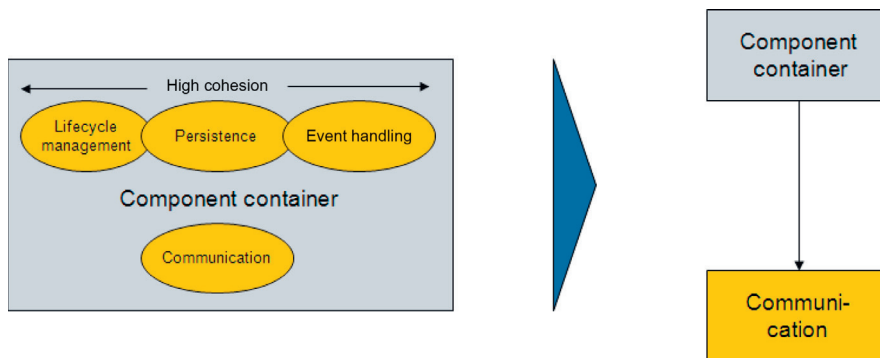 High cohesion
Lifecycle
management
Persistence
Event handling
Component container
Communication
Component
container
Communi-
cation